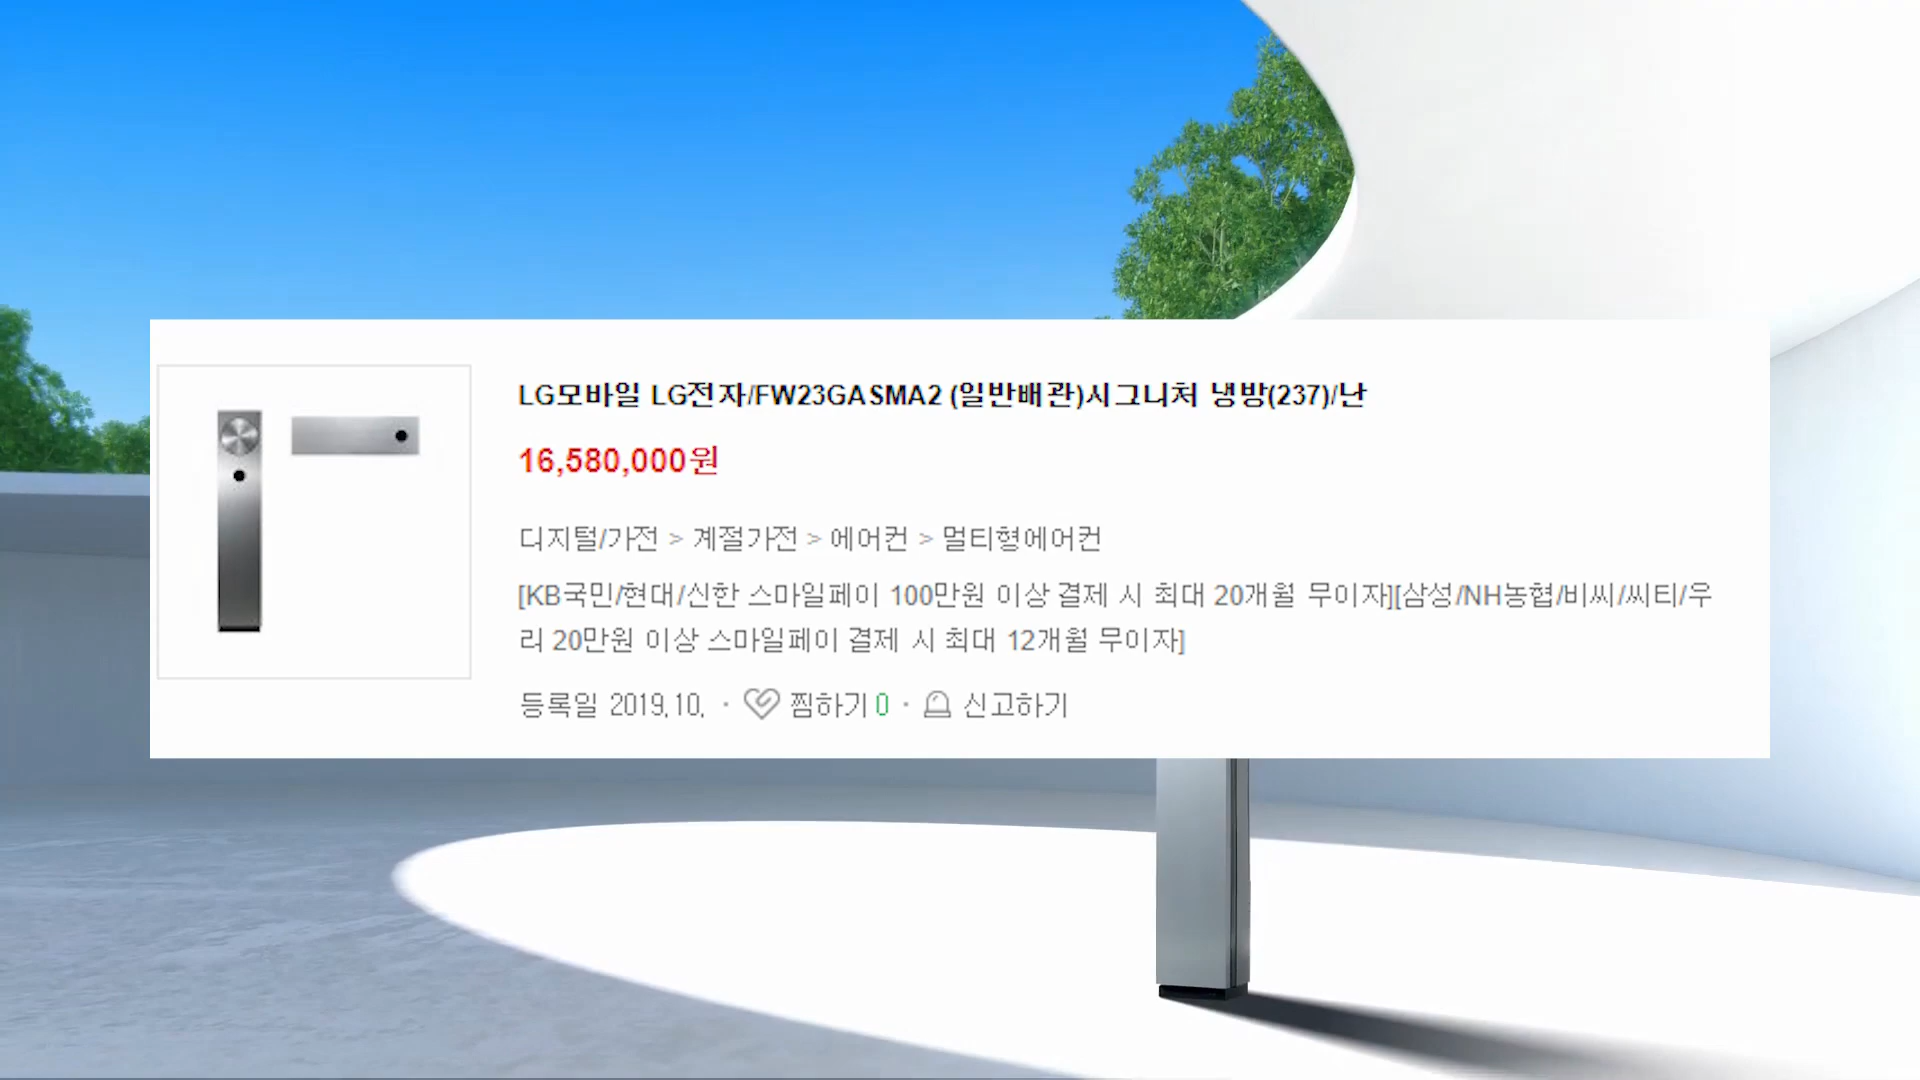 LG모바일 LG전자/FW23GASMA2 (일반배관)시그니처 냉방(237)/난
16,580,000원
디지털/가전 > 계절가전 > 에어컨 > 멀티형에어컨
[KB국민/현대/신한 스마일페이 100만원 이상 결제 시 최대 20개월 무이자][삼성/NH농협/비씨/씨티/우
리 20만원 이상 스마일페이 결제 시 최대 12개월 무이자]
등록일 2019.10. · 찜하기 0 · 신고하기